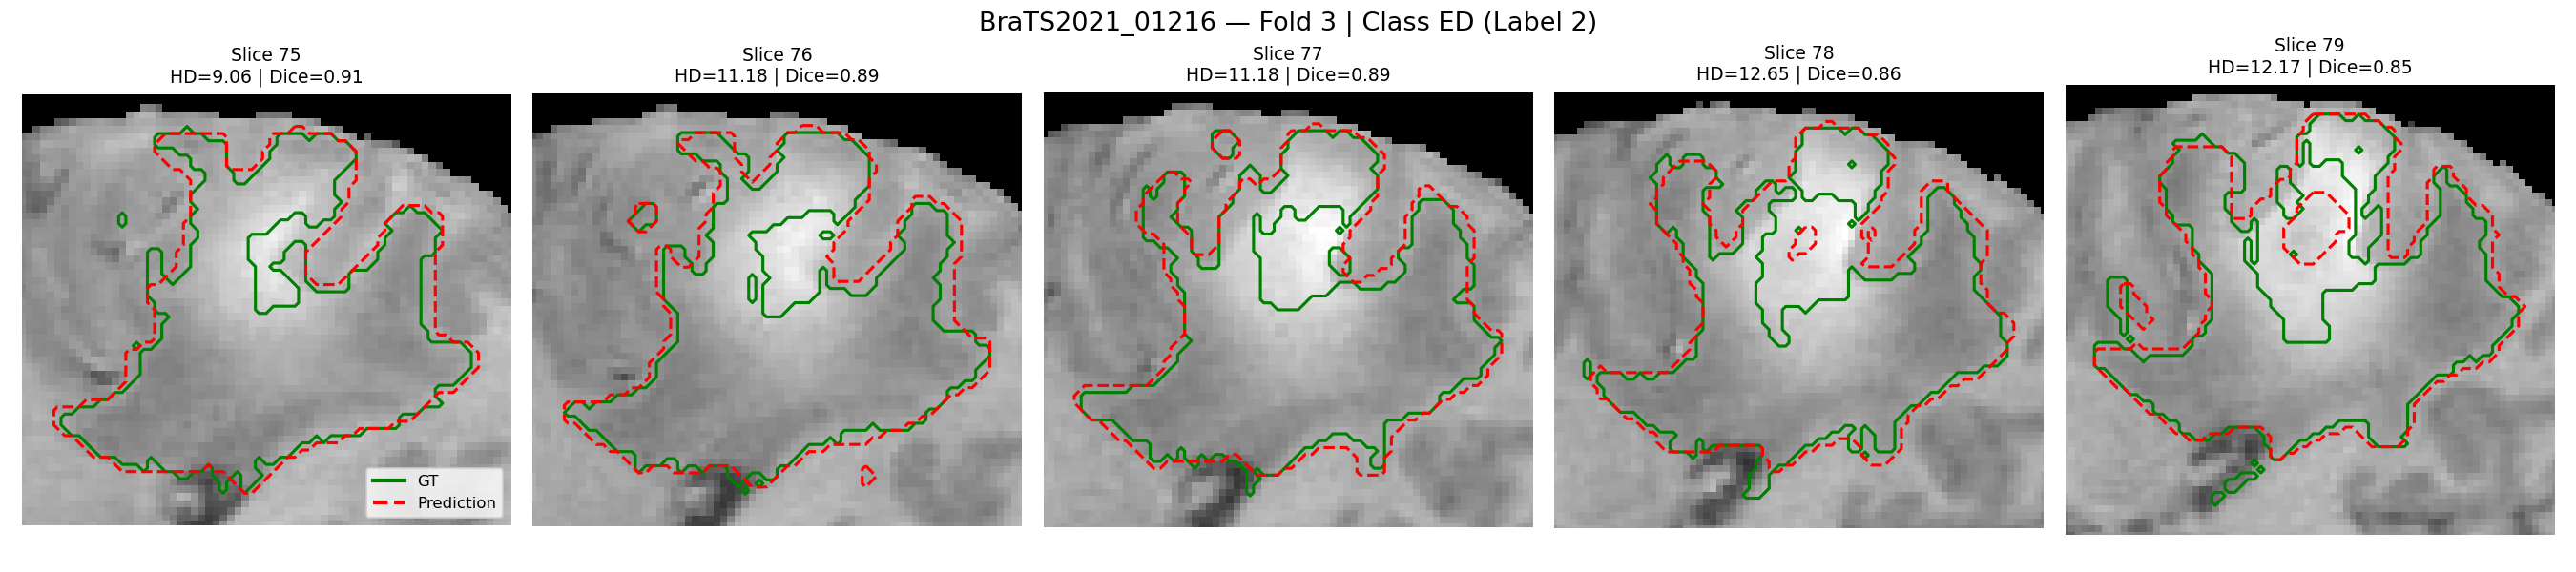 BraTS2021_01216 — Fold 3 | Class ED (Label 2)
Slice 75
HD=9.06 | Dice=0.91
Slice 76
HD=11.18 | Dice=0.89
Slice 77
HD=11.18 | Dice=0.89
Slice 78
HD=12.65 | Dice=0.86
Slice 79
HD=12.17 | Dice=0.85
GT
Prediction